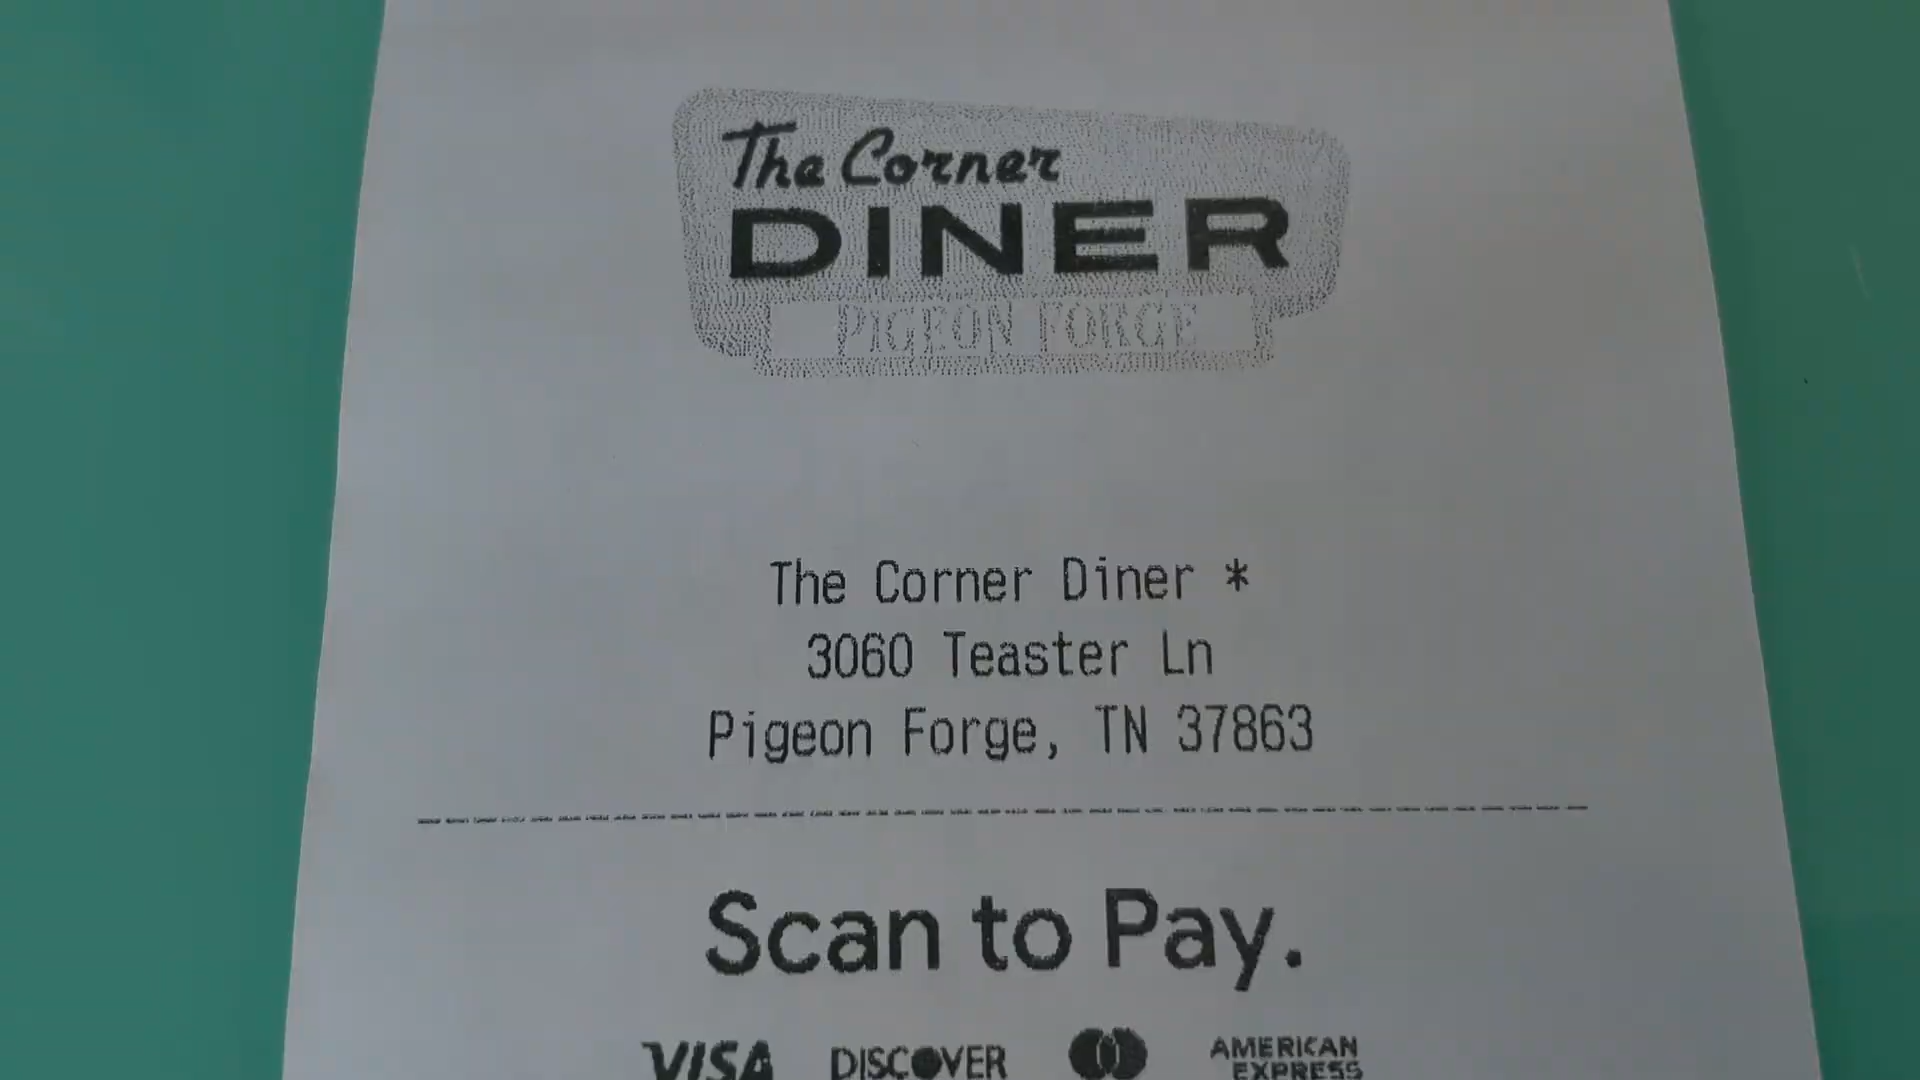 The Corner
DINER
PIGEON FORGE
The Corner Diner *
3060 Teaster Ln
Pigeon Forge, TN 37863
Scan to Pay.
VISA DISCOVER AMERICAN
EXPRESS